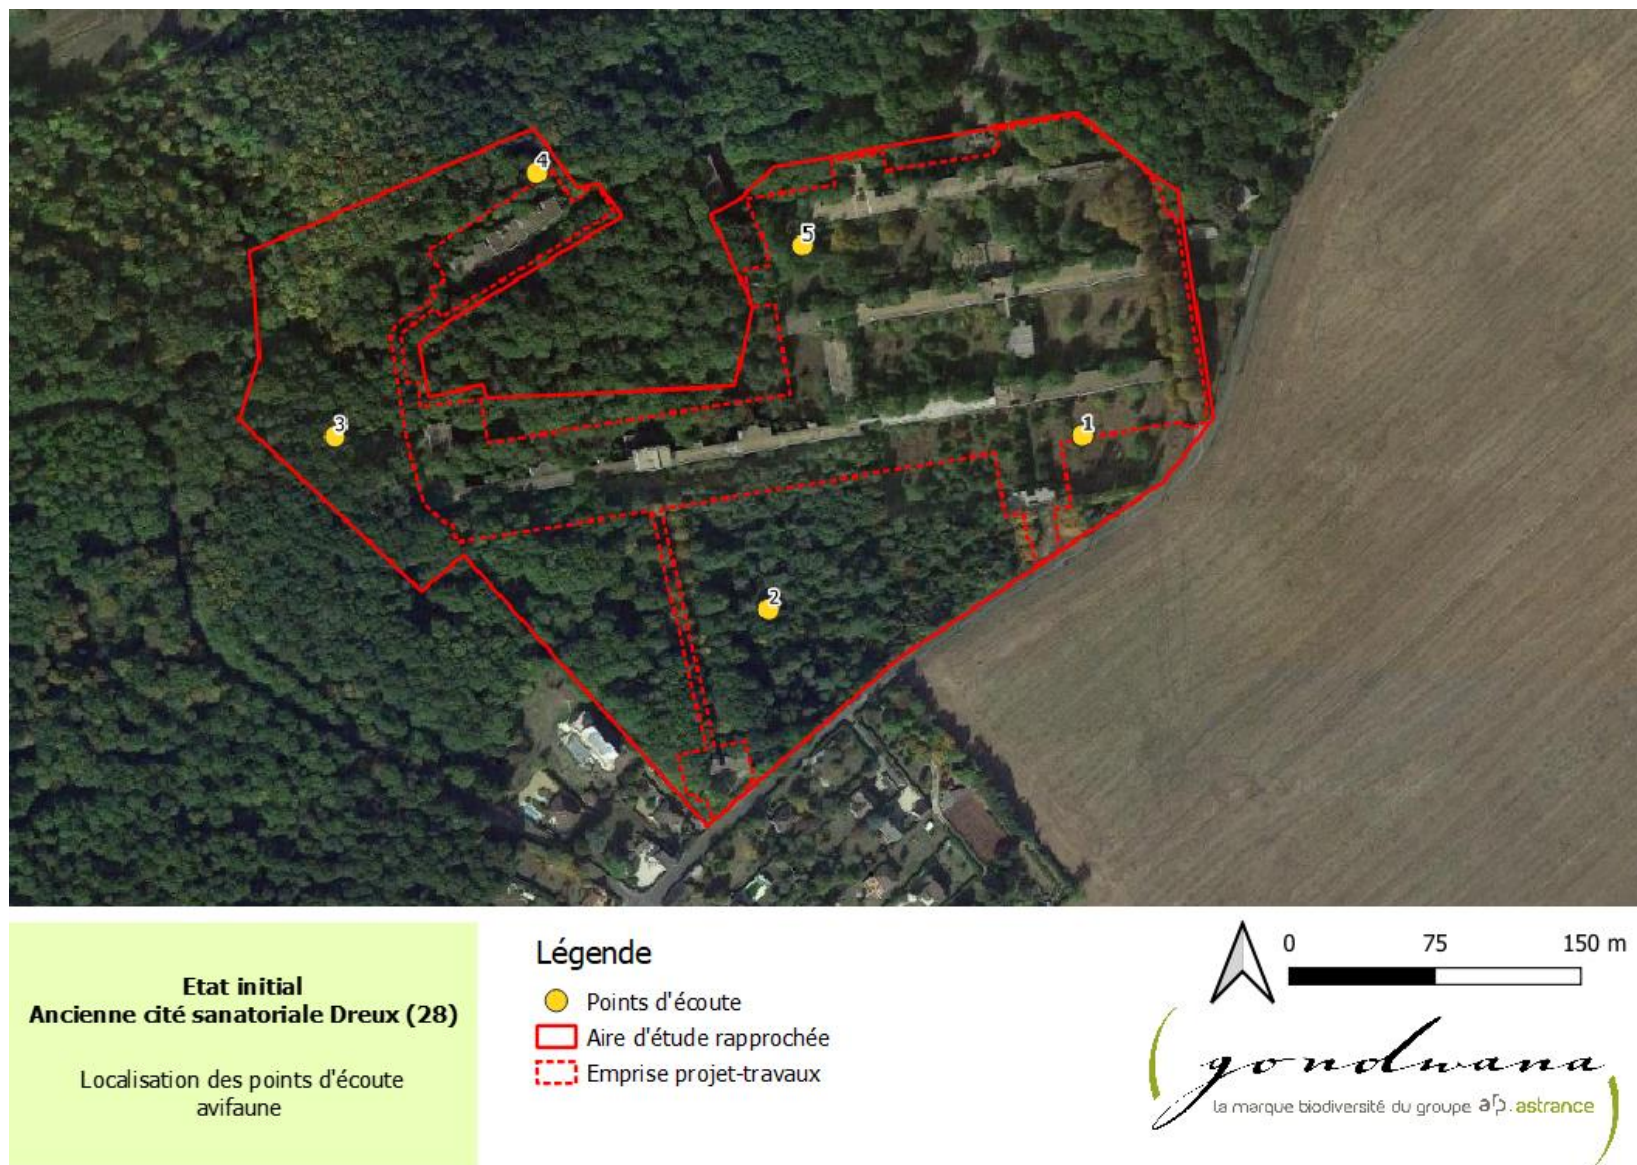 4
5
3
1
2
Etat initial
Ancienne cité sanatoriale Dreux (28)
Localisation des points d'écoute
avifaune
Légende
Points d'écoute
Aire d'étude rapprochée
Emprise projet-travaux
0 75 150 m
gondwana
la marque biodiversité du groupe arp.astrance